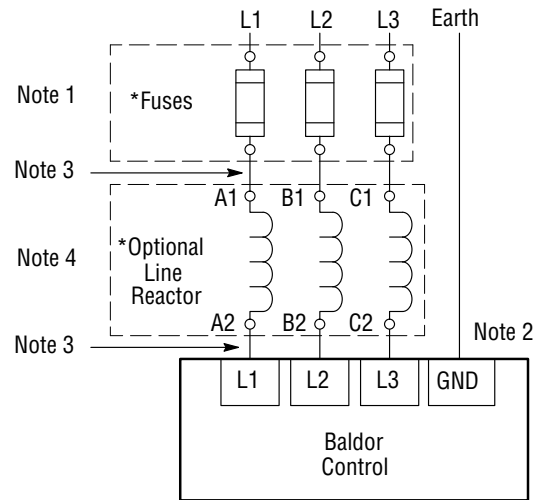 L1 L2 L3 Earth
Note 1
*Fuses
Note 3
A1 B1 C1
Note 4
*Optional
Line
Reactor
A2 B2 C2
Note 3
Note 2
L1 L2 L3 GND
Baldor
Control